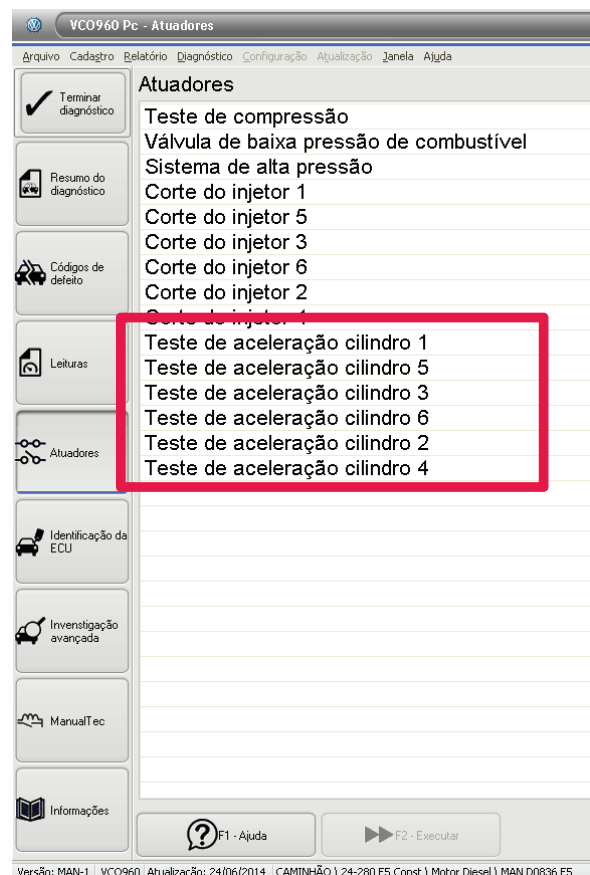 VCO960 Pc - Atuadores
Arquivo Cadastro Relatório Diagnóstico Configuração Atualização Janela Ajuda
Terminar
diagnóstico
Resumo do
diagnóstico
Códigos de
defeito
Leituras
Atuadores
Identificação da
ECU
Invenstigação
avançada
ManualTec
Informações
Atuadores
Teste de compressão
Válvula de baixa pressão de combustível
Sistema de alta pressão
Corte do injetor 1
Corte do injetor 5
Corte do injetor 3
Corte do injetor 6
Corte do injetor 2
Corte do injetor 4
Teste de aceleração cilindro 1
Teste de aceleração cilindro 5
Teste de aceleração cilindro 3
Teste de aceleração cilindro 6
Teste de aceleração cilindro 2
Teste de aceleração cilindro 4
F1 - Ajuda
F2 - Executar
Versão: MAN-1 VCO960 Atualização: 24/06/2014 CAMINHÃO ) 24-280 E5 Const ) Motor Diesel ) MAN D0836 E5